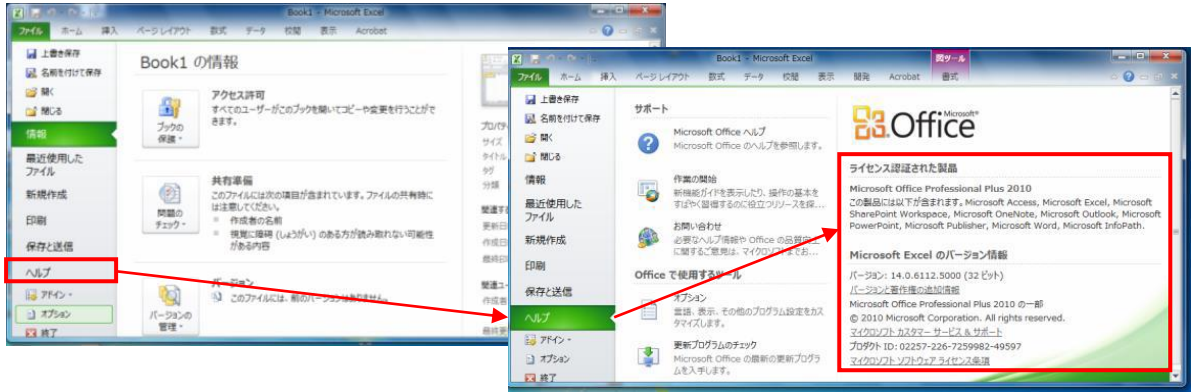 Book1 - Microsoft Excel
ファイル ホーム 挿入 ページ レイアウト 数式 データ 校閲 表示 Acrobat
上書き保存
名前を付けて保存
開く
閉じる
情報
最近使用した
ファイル
新規作成
印刷
保存と送信
ヘルプ
アドイン
オプション
終了
Book1 の情報
ブックの
保護
アクセス許可
すべてのユーザーがこのブックを開いてコピーや変更を行うことがで
きます。
問題の
チェック
共有準備
このファイルには次の項目が含まれています。ファイルの共有時に
は注意してください。
作成者の名前
視覚に障碍 (しょうがい) のある方が読み取れない可能性
がある内容
バージョンの
管理
バージョン
このファイルには、前のバージョンはありません。
サイズ
タイトル
タグ
分類
Book1 - Microsoft Excel
図ツール
ファイル ホーム 挿入 ページ レイアウト 数式 データ 校閲 表示 開発 Acrobat 書式
上書き保存
名前を付けて保存
開く
閉じる
情報
最近使用した
ファイル
新規作成
印刷
保存と送信
ヘルプ
アドイン
オプション
終了
サポート
Microsoft Office ヘルプ
Microsoft Office のヘルプを参照します。
作業の開始
新機能ガイドを表示したり、操作の基本を
すばやく習得するのに役立つリソースを探...
お問い合わせ
必要なヘルプ情報や Office の品質向上
に関するご意見は、マイクロソフトまでお...
Office で使用するツール
オプション
言語、表示、その他のプログラム設定をカス
タマイズします。
更新プログラムのチェック
Microsoft Office の最新の更新プログラ
ムを入手します。
Microsoft®
Office
ライセンス認証された製品
Microsoft Office Professional Plus 2010
この製品には以下が含まれます。Microsoft Access, Microsoft Excel, Microsoft
SharePoint Workspace, Microsoft OneNote, Microsoft Outlook, Microsoft
PowerPoint, Microsoft Publisher, Microsoft Word, Microsoft InfoPath.
Microsoft Excel のバージョン情報
バージョン: 14.0.6112.5000 (32 ビット)
バージョンと著作権の追加情報
Microsoft Office Professional Plus 2010 の一部
© 2010 Microsoft Corporation. All rights reserved.
マイクロソフト カスタマー サービス & サポート
プロダクト ID: 02257-226-7259982-49597
マイクロソフト ソフトウェア ライセンス条項